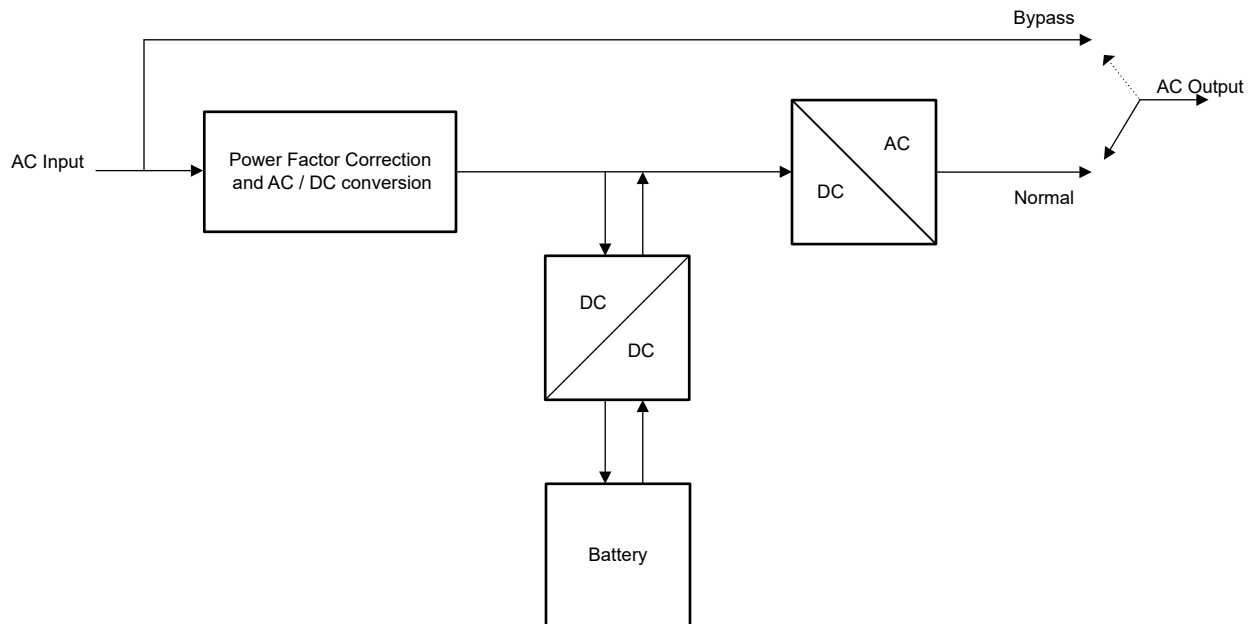 Bypass
AC Output
AC Input
Power Factor Correction
and AC / DC conversion
AC
DC
Normal
DC
DC
Battery